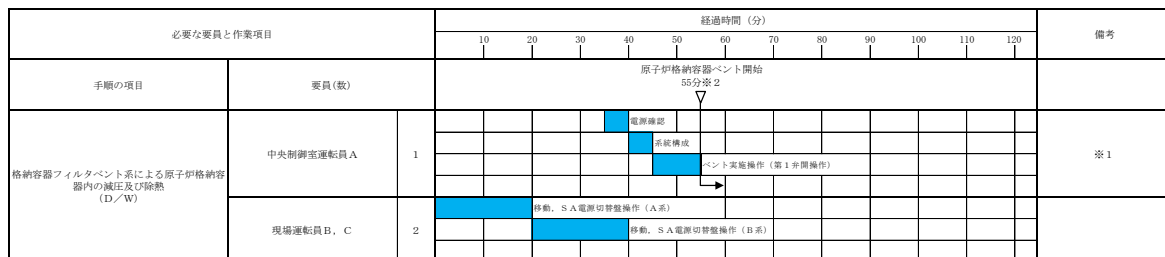 必要な要員と作業項目
経過時間（分）
備考
10 20 30 40 50 60 70 80 90 100 110 120
手順の項目
要員(数)
原子炉格納容器ベント開始
55分※2
格納容器フィルタベント系による原子炉格納容
器内の減圧及び除熱
（D／W）
中央制御室運転員A
1
電源確認
系統構成
ベント実施操作（第1弁開操作）
※1
現場運転員B，C
2
移動，SA電源切替盤操作（A系）
移動，SA電源切替盤操作（B系）